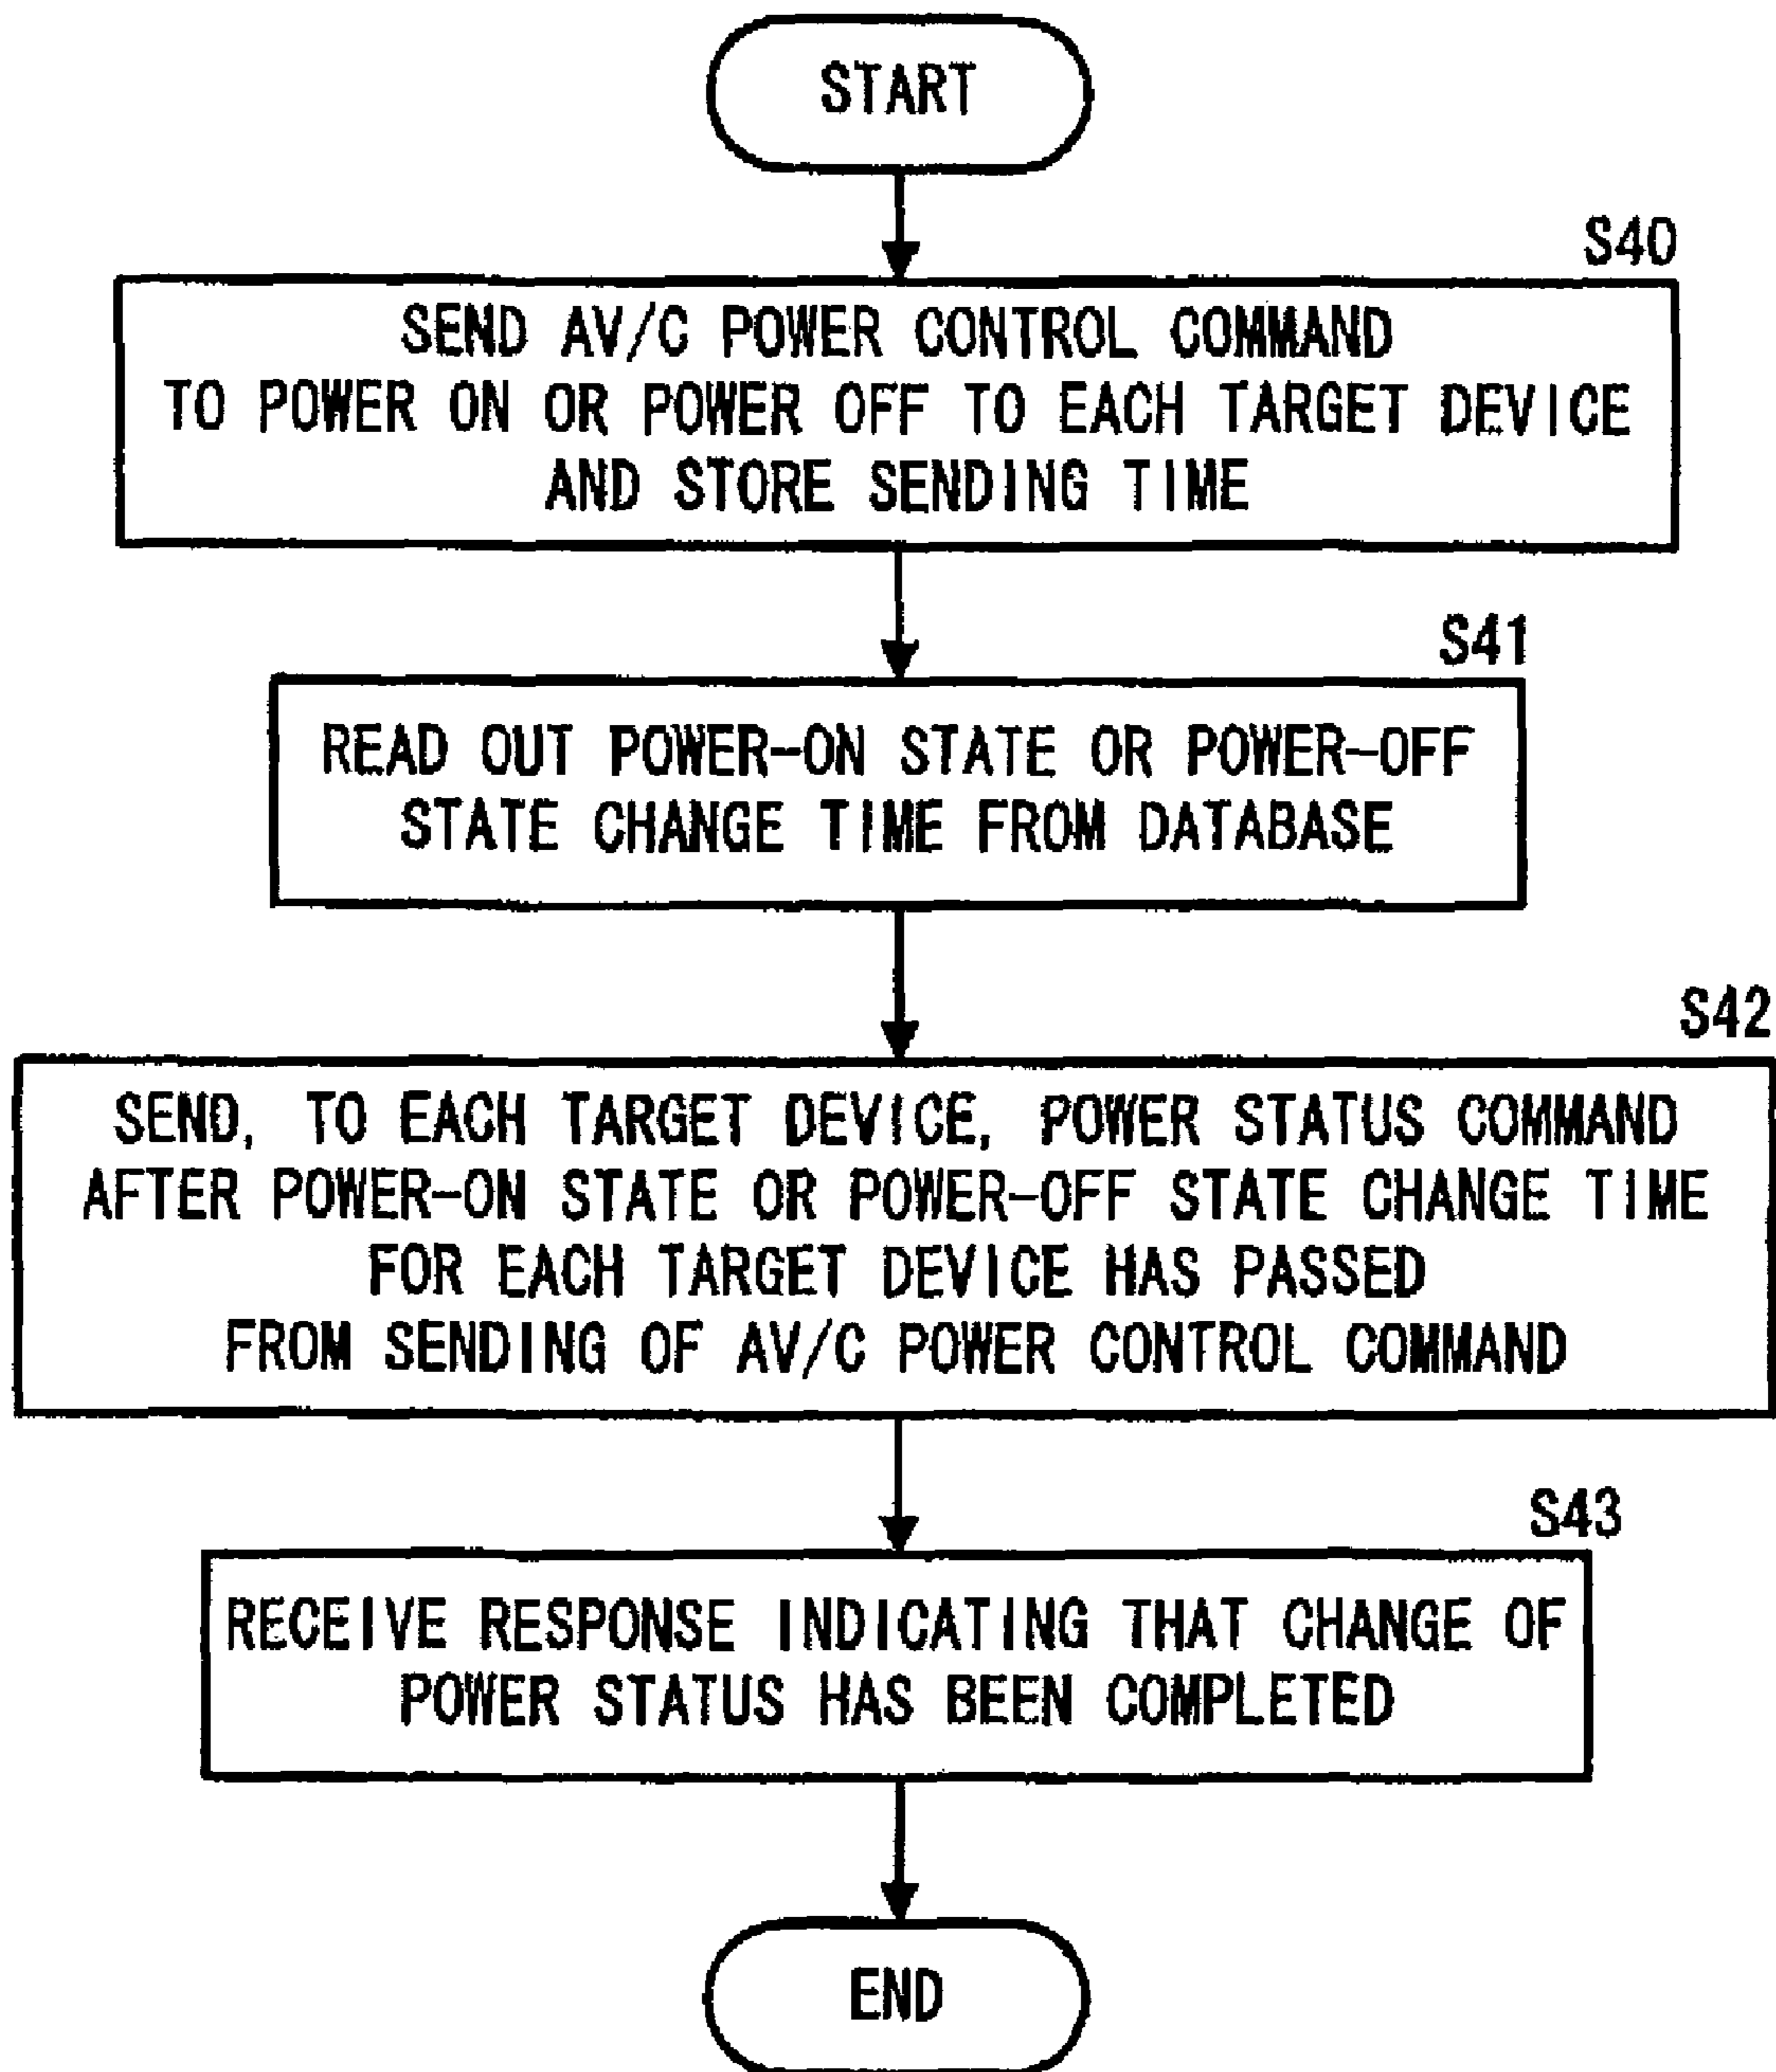 START
S40
SEND AV/C POWER CONTROL COMMAND
TO POWER ON OR POWER OFF TO EACH TARGET DEVICE
AND STORE SENDING TIME
S41
READ OUT POWER-ON STATE OR POWER-OFF
STATE CHANGE TIME FROM DATABASE
S42
SEND, TO EACH TARGET DEVICE, POWER STATUS COMMAND
AFTER POWER-ON STATE OR POWER-OFF STATE CHANGE TIME
FOR EACH TARGET DEVICE HAS PASSED
FROM SENDING OF AV/C POWER CONTROL COMMAND
S43
RECEIVE RESPONSE INDICATING THAT CHANGE OF
POWER STATUS HAS BEEN COMPLETED
END